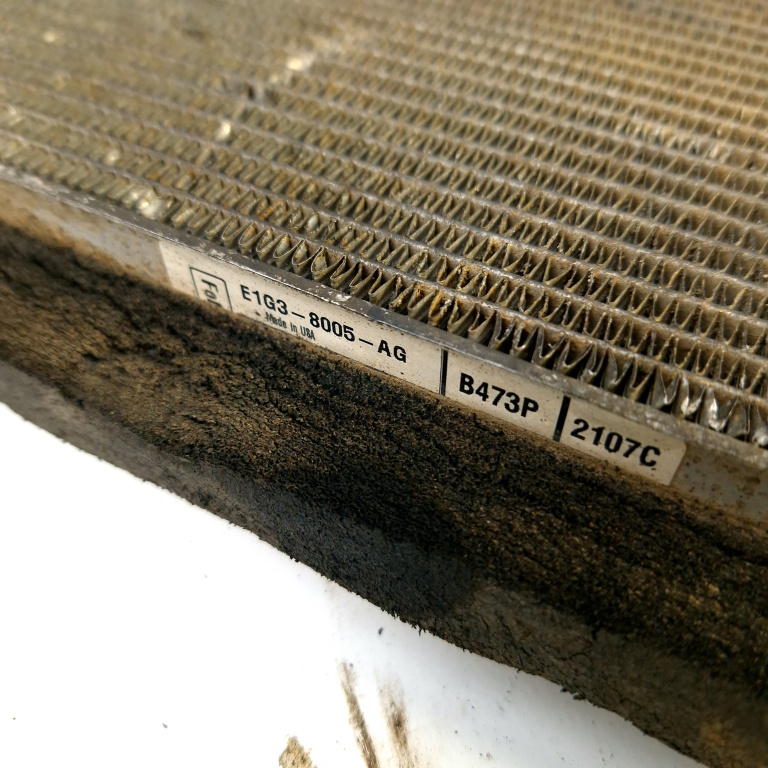 E1G3-8005-AG
Made in USA
B473P
2107C